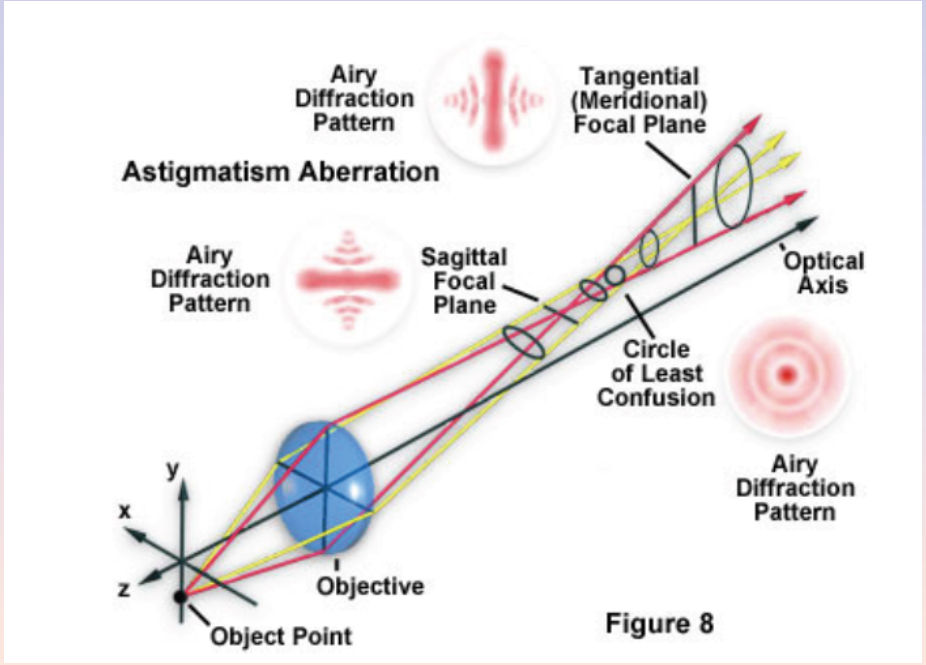 Airy
Diffraction
Pattern
Tangential
(Meridional)
Focal Plane
Astigmatism Aberration
Airy
Diffraction
Pattern
Sagittal
Focal
Plane
Optical
Axis
Circle
of Least
Confusion
Airy
Diffraction
Pattern
y
x
z
Objective
Object Point
Figure 8